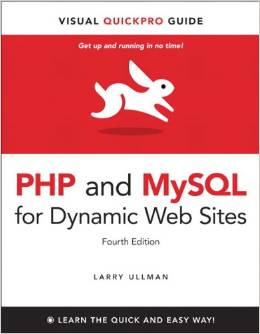 VISUAL QUICKPRO GUIDE
Get up and running in no time!
PHP and MySQL
for Dynamic Web Sites
Fourth Edition
LARRY ULLMAN
LEARN THE QUICK AND EASY WAY!